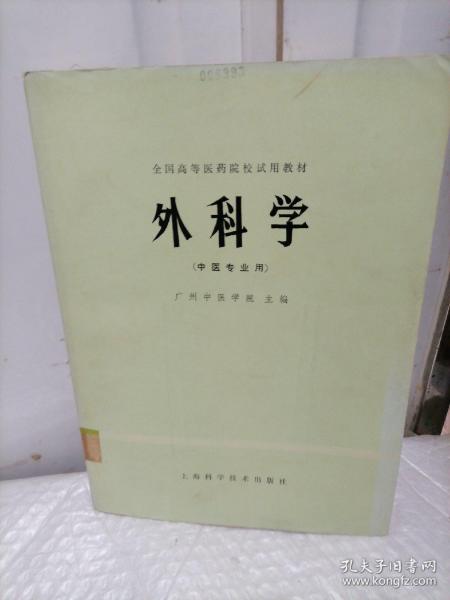 全国高等医药院校试用教材
外科学
(中医专业用)
广州中医学院 主编
上海科学技术出版社
孔夫子旧书网
www.kongfz.com